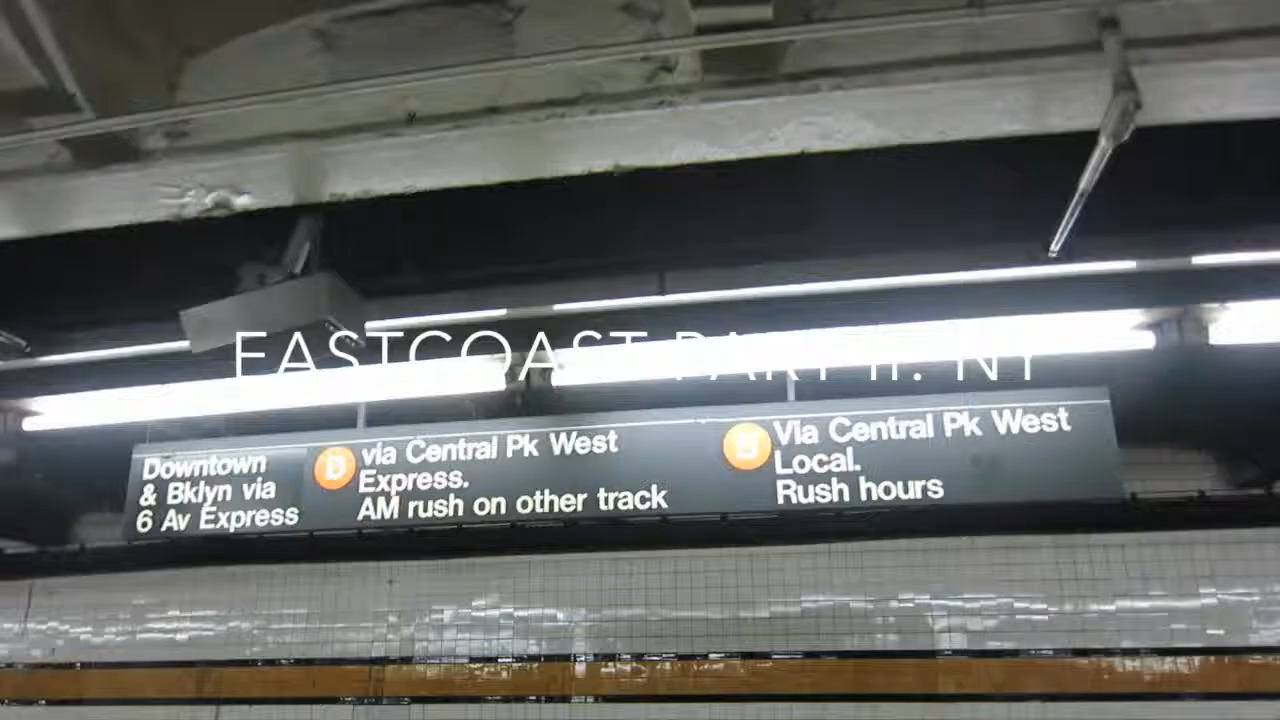 EASTCOAST PART II: NY
Downtown
& Bklyn via
6 Av Express
D
via Central Pk West
Express.
AM rush on other track
B
Via Central Pk West
Local.
Rush hours